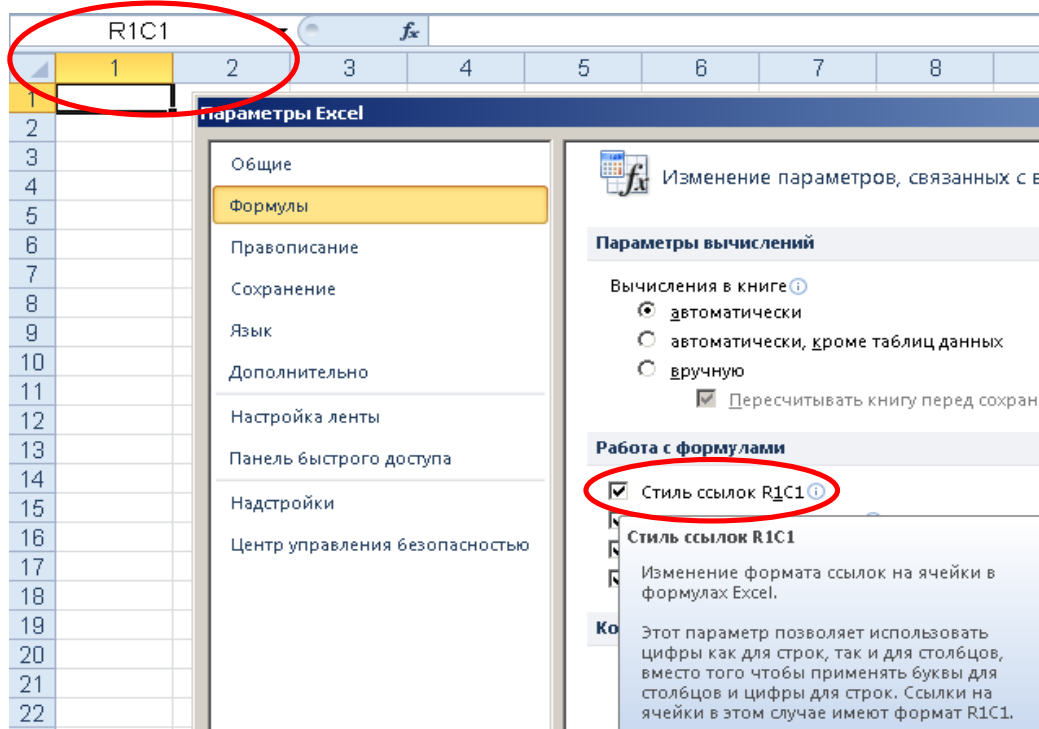 R1C1 fx
1 2 3 4 5 6 7 8
1
2
3
4
5
6
7
8
9
10
11
12
13
14
15
16
17
18
19
20
21
22
Параметры Excel
Общие
Формулы
Правописание
Сохранение
Язык
Дополнительно
Настройка ленты
Панель быстрого доступа
Надстройки
Центр управления безопасностью
Изменение параметров, связанных с в
Параметры вычислений
Вычисления в книге
автоматически
автоматически, кроме таблиц данных
вручную
Пересчитывать книгу перед сохран
Работа с формулами
Стиль ссылок R1C1
Стиль ссылок R1C1
Изменение формата ссылок на ячейки в
формулах Excel.
Этот параметр позволяет использовать
цифры как для строк, так и для столбцов,
вместо того чтобы применять буквы для
столбцов и цифры для строк. Ссылки на
ячейки в этом случае имеют формат R1C1.
Ко